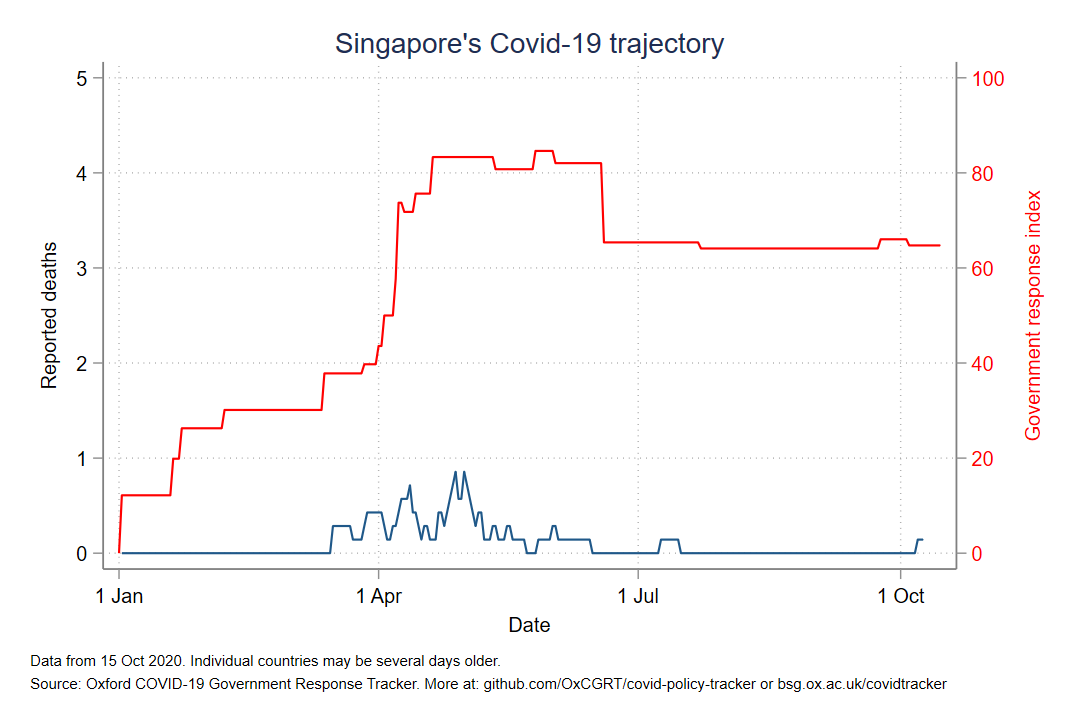 Singapore's Covid-19 trajectory
5
4
3
2
1
0
Reported deaths
100
80
60
40
20
0
Government response index
1 Jan
1 Apr
1 Jul
1 Oct
Date
Data from 15 Oct 2020. Individual countries may be several days older.
Source: Oxford COVID-19 Government Response Tracker. More at: github.com/OxCGRT/covid-policy-tracker or bsg.ox.ac.uk/covidtracker